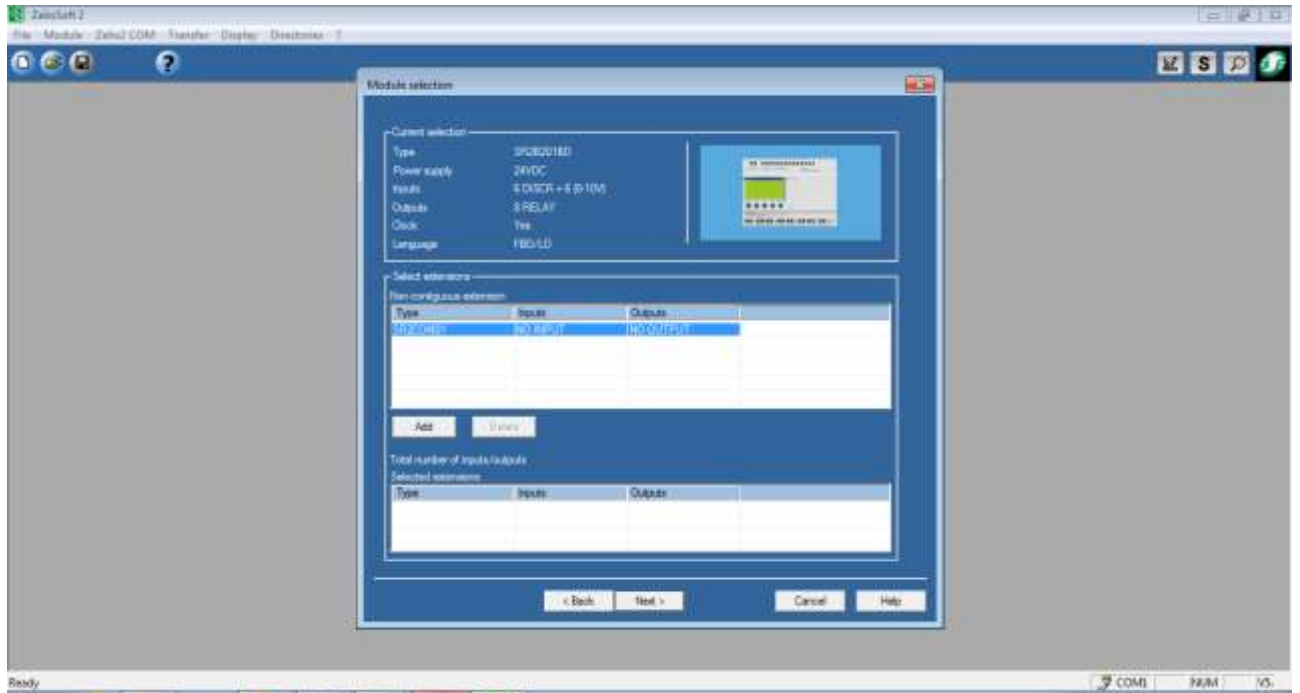 ZelioSoft 2
File Module Zelio2 COM Transfer Display Directories ?
?
S
Module selection
Current selection
Type SR2B201BD
Power supply 24VDC
Inputs 6 DISCR + 6 (0-10V)
Outputs 8 RELAY
Clock Yes
Language FBD/LD
Select extensions
Non contiguous extension
Type Inputs Outputs
SR2COM01 NO INPUT NO OUTPUT
Add Delete
Total number of inputs/outputs
Selected extensions
Type Inputs Outputs
< Back Next > Cancel Help
Ready COM1 NUM V5.